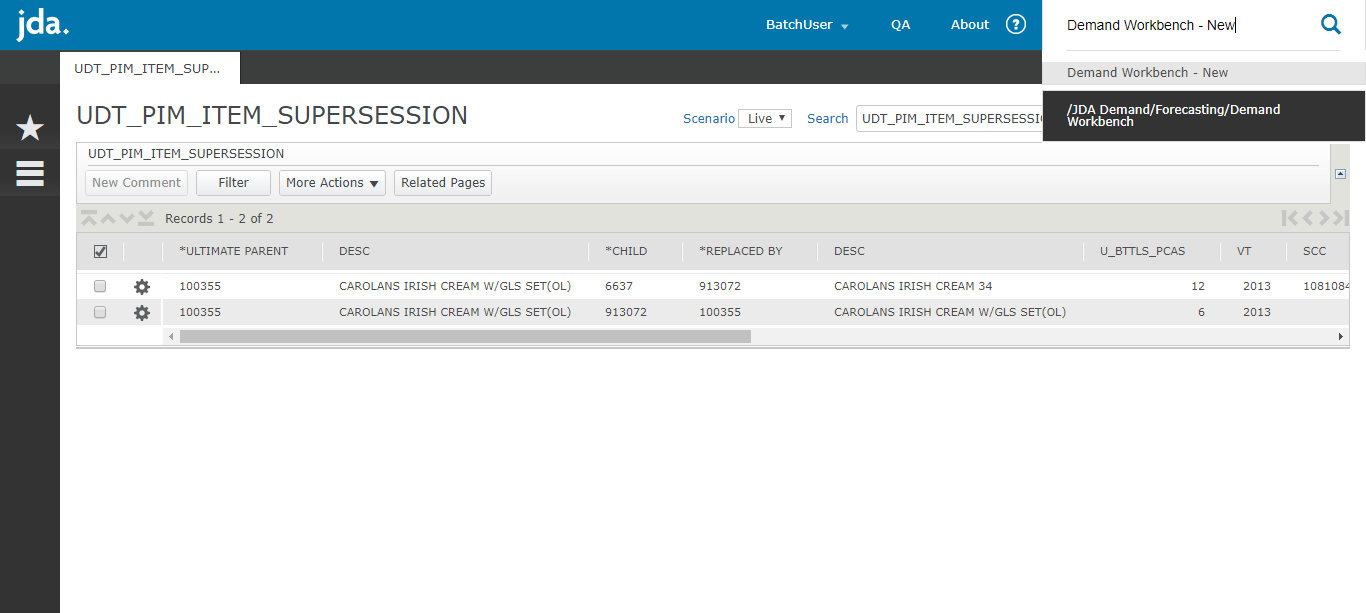 jda.
BatchUser
QA
About
?
Demand Workbench - New
Demand Workbench - New
/JDA Demand/Forecasting/Demand
Workbench
UDT_PIM_ITEM_SUP...
UDT_PIM_ITEM_SUPERSESSION
Scenario Live Search UDT_PIM_ITEM_SUPERSESSI
UDT_PIM_ITEM_SUPERSESSION
New Comment Filter More Actions Related Pages
Records 1 - 2 of 2
*ULTIMATE PARENT DESC *CHILD *REPLACED BY DESC U_BTTLS_PCAS VT SCC
100355 CAROLANS IRISH CREAM W/GLS SET(OL) 6637 913072 CAROLANS IRISH CREAM 34 12 2013 1081084
100355 CAROLANS IRISH CREAM W/GLS SET(OL) 913072 100355 CAROLANS IRISH CREAM W/GLS SET(OL) 6 2013